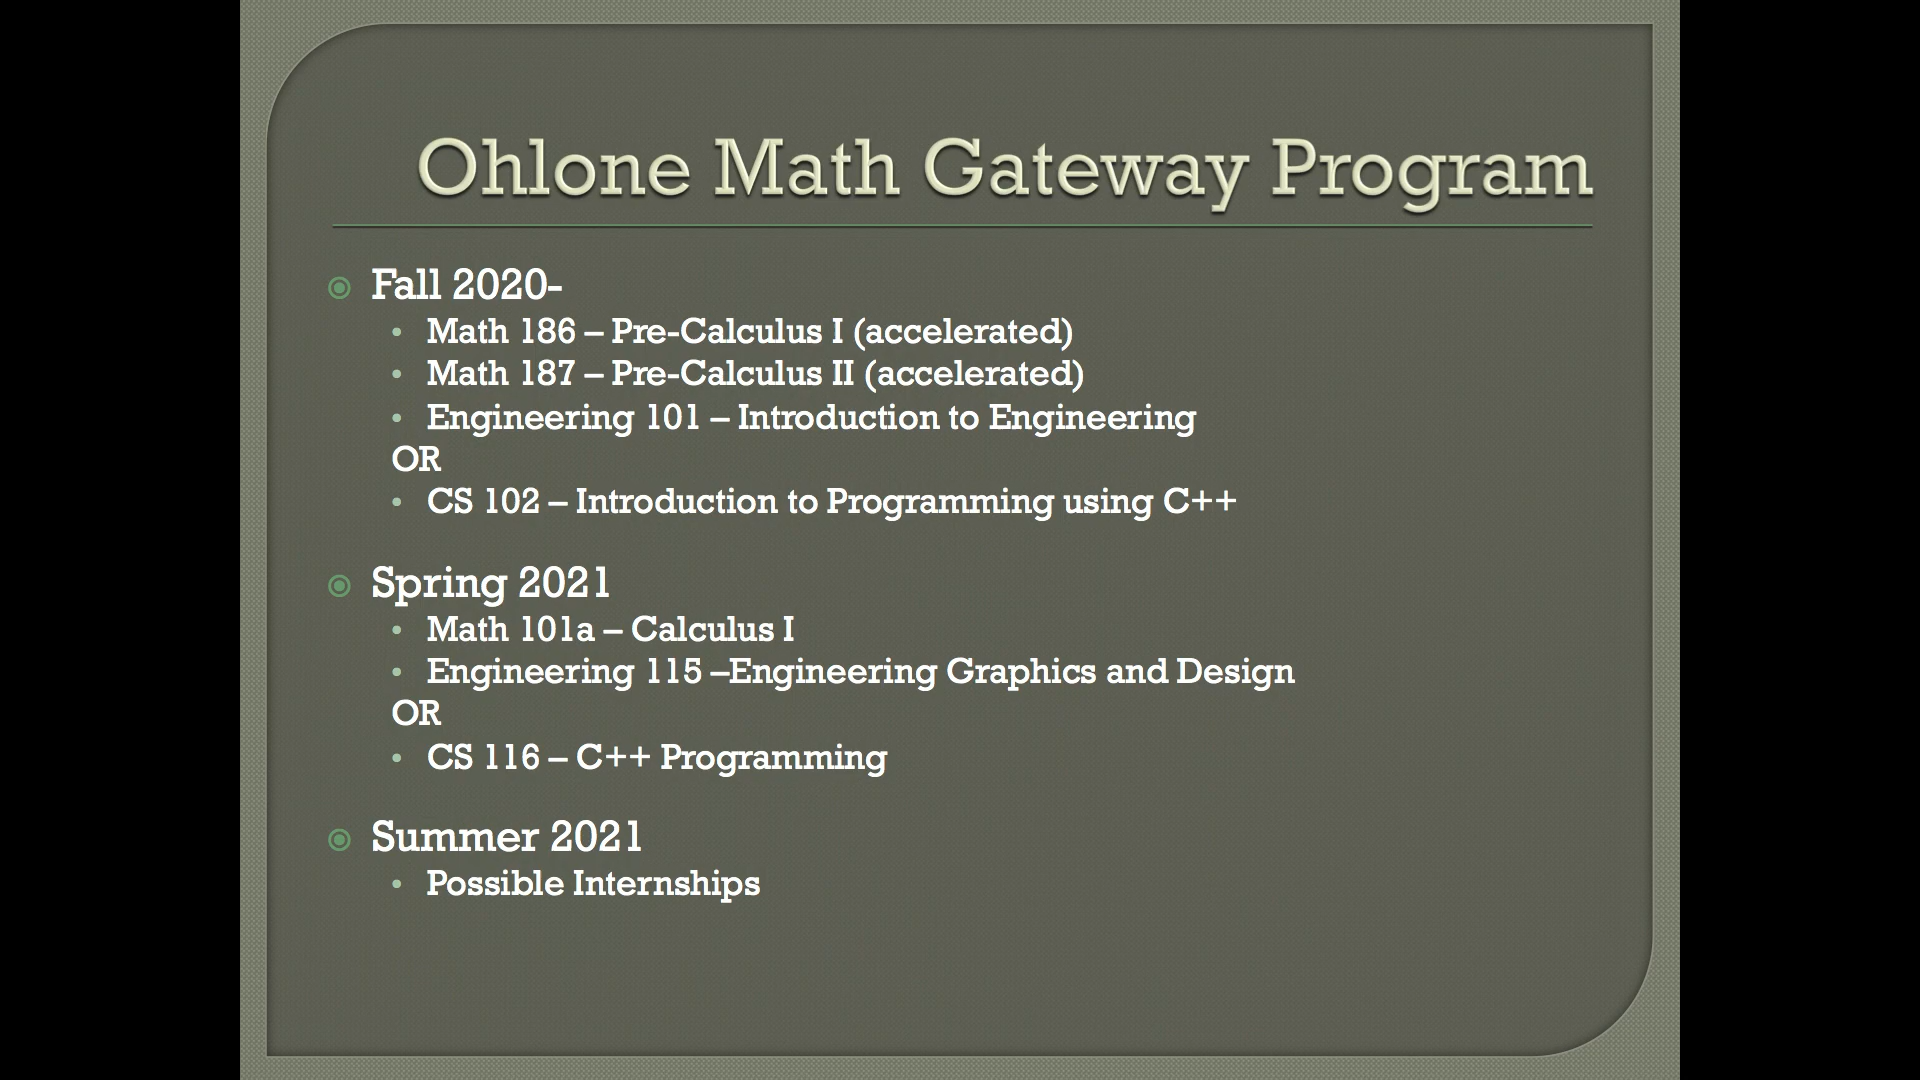 Ohlone Math Gateway Program
Fall 2020-
• Math 186 – Pre-Calculus I (accelerated)
• Math 187 – Pre-Calculus II (accelerated)
• Engineering 101 – Introduction to Engineering
OR
• CS 102 – Introduction to Programming using C++
Spring 2021
• Math 101a – Calculus I
• Engineering 115 –Engineering Graphics and Design
OR
• CS 116 – C++ Programming
Summer 2021
• Possible Internships